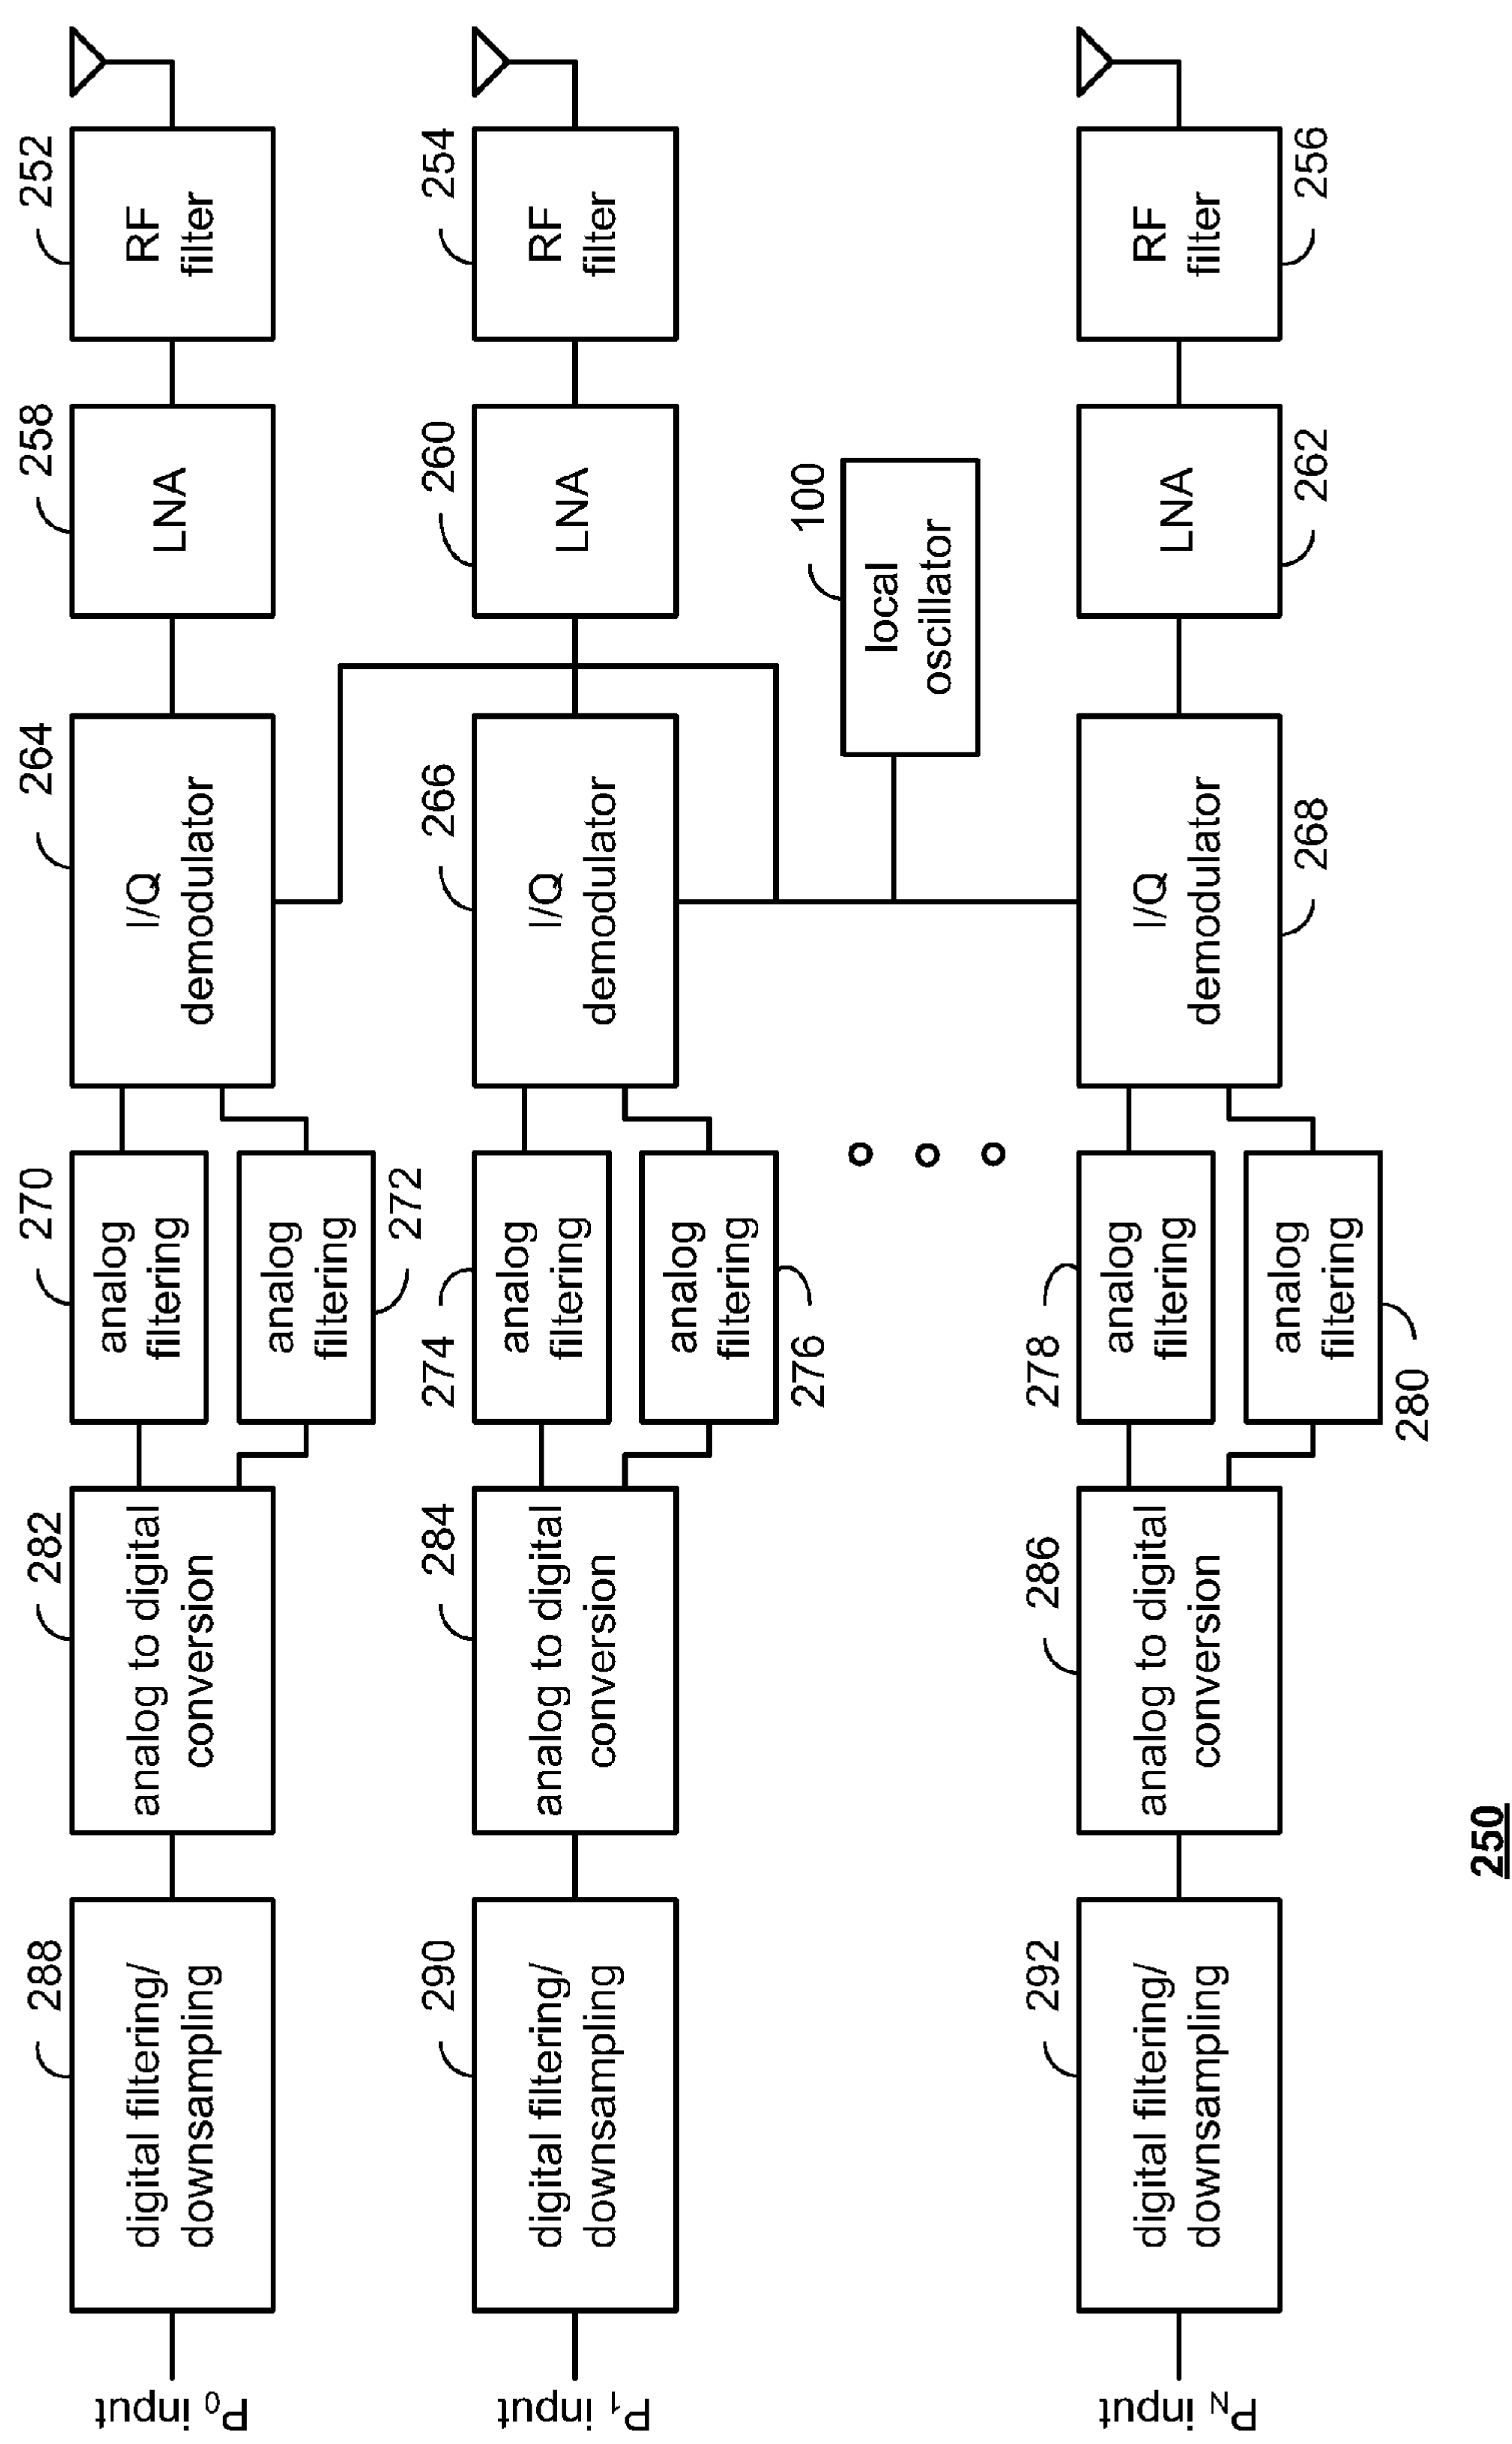 P0 input
288
digital filtering/
downsampling
282
analog to digital
conversion
270
analog
filtering
analog
filtering
272
264
I/Q
demodulator
258
LNA
252
RF
filter
P1 input
290
digital filtering/
downsampling
284
analog to digital
conversion
274
analog
filtering
analog
filtering
276
266
I/Q
demodulator
260
LNA
254
RF
filter
100
local
oscillator
PN input
292
digital filtering/
downsampling
286
analog to digital
conversion
278
analog
filtering
analog
filtering
280
I/Q
demodulator
268
LNA
262
RF
filter
256
250